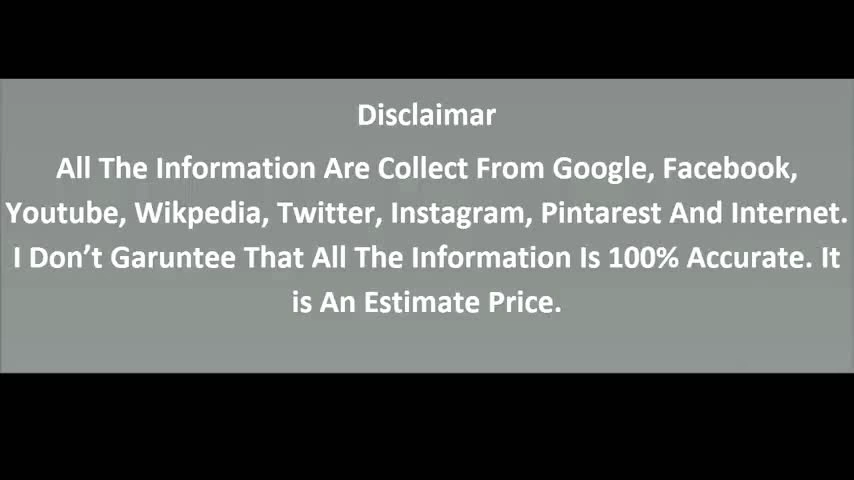 Disclaimar
All The Information Are Collect From Google, Facebook,
Youtube, Wikpedia, Twitter, Instagram, Pintarest And Internet.
I Don’t Garuntee That All The Information Is 100% Accurate. It
is An Estimate Price.